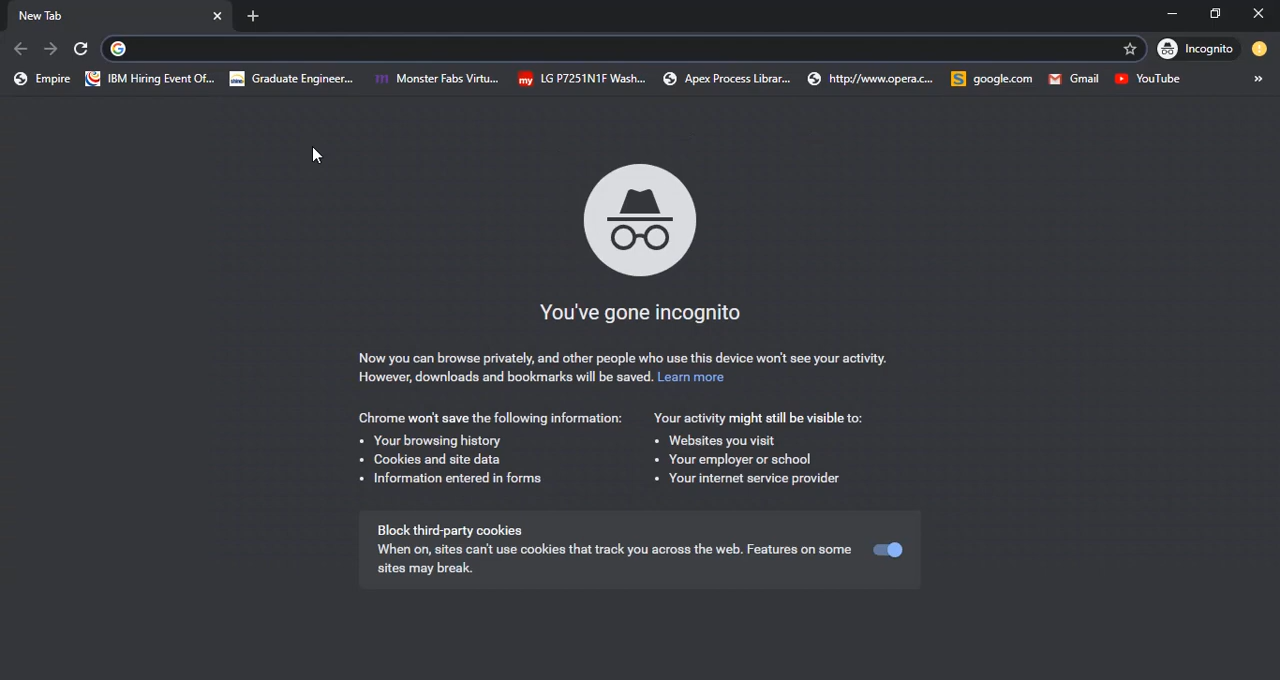 New Tab
Incognito
Empire
IBM Hiring Event Of...
Graduate Engineer...
Monster Fabs Virtu...
my LG P7251N1F Wash...
Apex Process Librar...
http://www.opera.c...
google.com
Gmail
YouTube
You've gone incognito
Now you can browse privately, and other people who use this device won't see your activity.
However, downloads and bookmarks will be saved. Learn more
Chrome won't save the following information:
• Your browsing history
• Cookies and site data
• Information entered in forms
Your activity might still be visible to:
• Websites you visit
• Your employer or school
• Your internet service provider
Block third-party cookies
When on, sites can't use cookies that track you across the web. Features on some
sites may break.